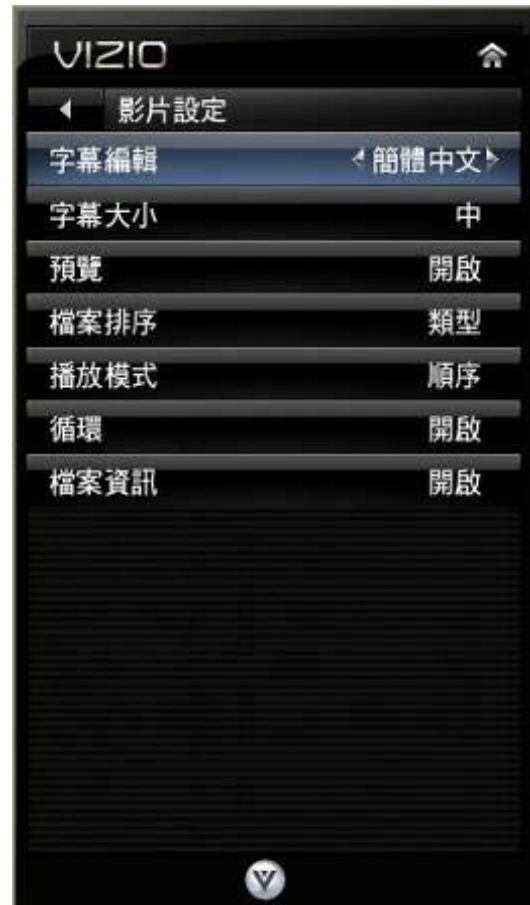 VIZIO
影片設定
字幕編輯 簡體中文
字幕大小 中
預覽 開啟
檔案排序 類型
播放模式 順序
循環 開啟
檔案資訊 開啟
V